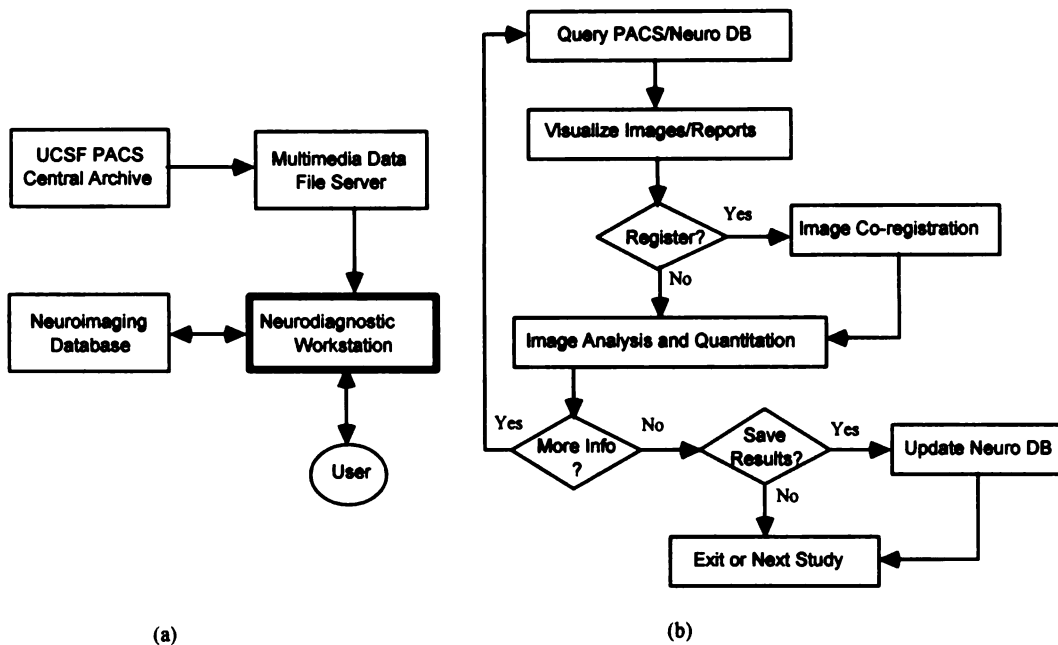 UCSF PACS
Central Archive
Multimedia Data
File Server
Neuroimaging
Database
Neurodiagnostic
Workstation
User
(a)
Query PACS/Neuro DB
Visualize Images/Reports
Register?
Yes
Image Co-registration
No
Image Analysis and Quantitation
Yes
More Info
?
No
Save
Results?
Yes
Update Neuro DB
No
Exit or Next Study
(b)